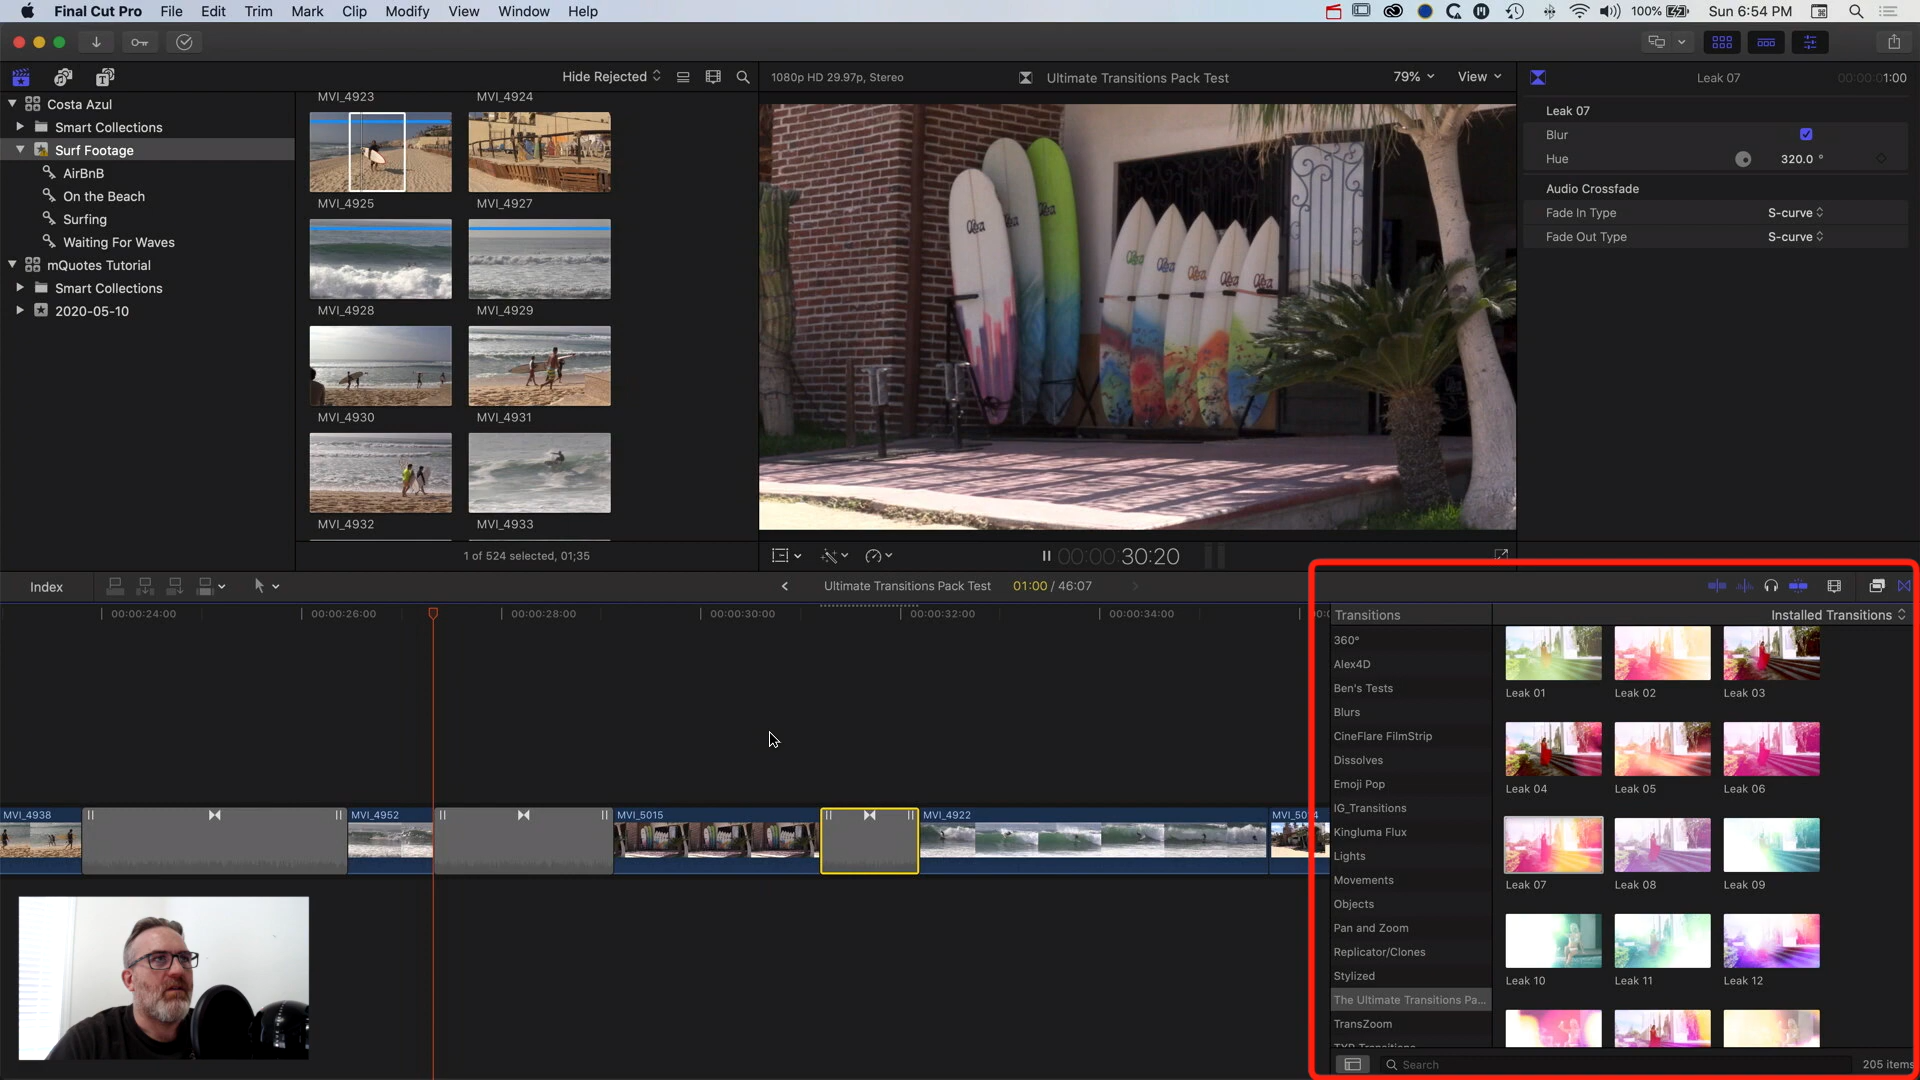 Final Cut Pro File Edit Trim Mark Clip Modify View Window Help
100% Sun 6:54 PM
Hide Rejected
1080p HD 29.97p, Stereo
Ultimate Transitions Pack Test
79%
View
Leak 07
00:00:01:00
Costa Azul
Smart Collections
Surf Footage
AirBnB
On the Beach
Surfing
Waiting For Waves
mQuotes Tutorial
Smart Collections
2020-05-10
MVI_4923
MVI_4924
MVI_4925
MVI_4927
MVI_4928
MVI_4929
MVI_4930
MVI_4931
MVI_4932
MVI_4933
1 of 524 selected, 01;35
Leak 07
Blur
Hue
320.0 °
Audio Crossfade
Fade In Type
S-curve
Fade Out Type
S-curve
00:00:00:30:20
Index
Ultimate Transitions Pack Test
01:00 / 46:07
00:00:24:00
00:00:26:00
00:00:28:00
00:00:30:00
00:00:32:00
00:00:34:00
MVI_4938
MVI_4952
MVI_5015
MVI_4922
Transitions
Installed Transitions
360°
Alex4D
Ben's Tests
Blurs
CineFlare FilmStrip
Dissolves
Emoji Pop
IG_Transitions
Kingluma Flux
Lights
Movements
Objects
Pan and Zoom
Replicator/Clones
Stylized
The Ultimate Transitions Pa...
TransZoom
Leak 01
Leak 02
Leak 03
Leak 04
Leak 05
Leak 06
Leak 07
Leak 08
Leak 09
Leak 10
Leak 11
Leak 12
Search
205 items